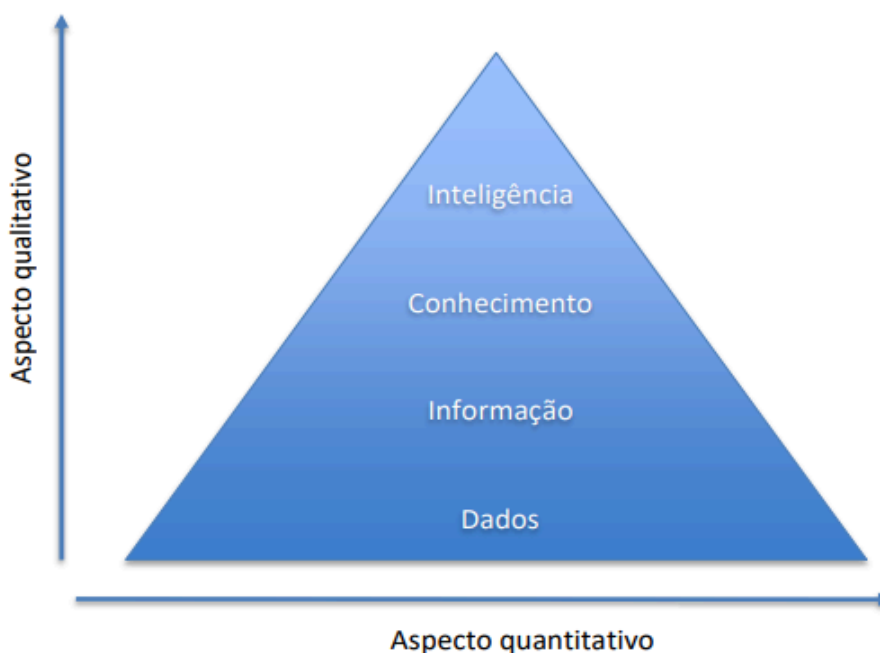 Aspecto qualitativo
Inteligência
Conhecimento
Informação
Dados
Aspecto quantitativo